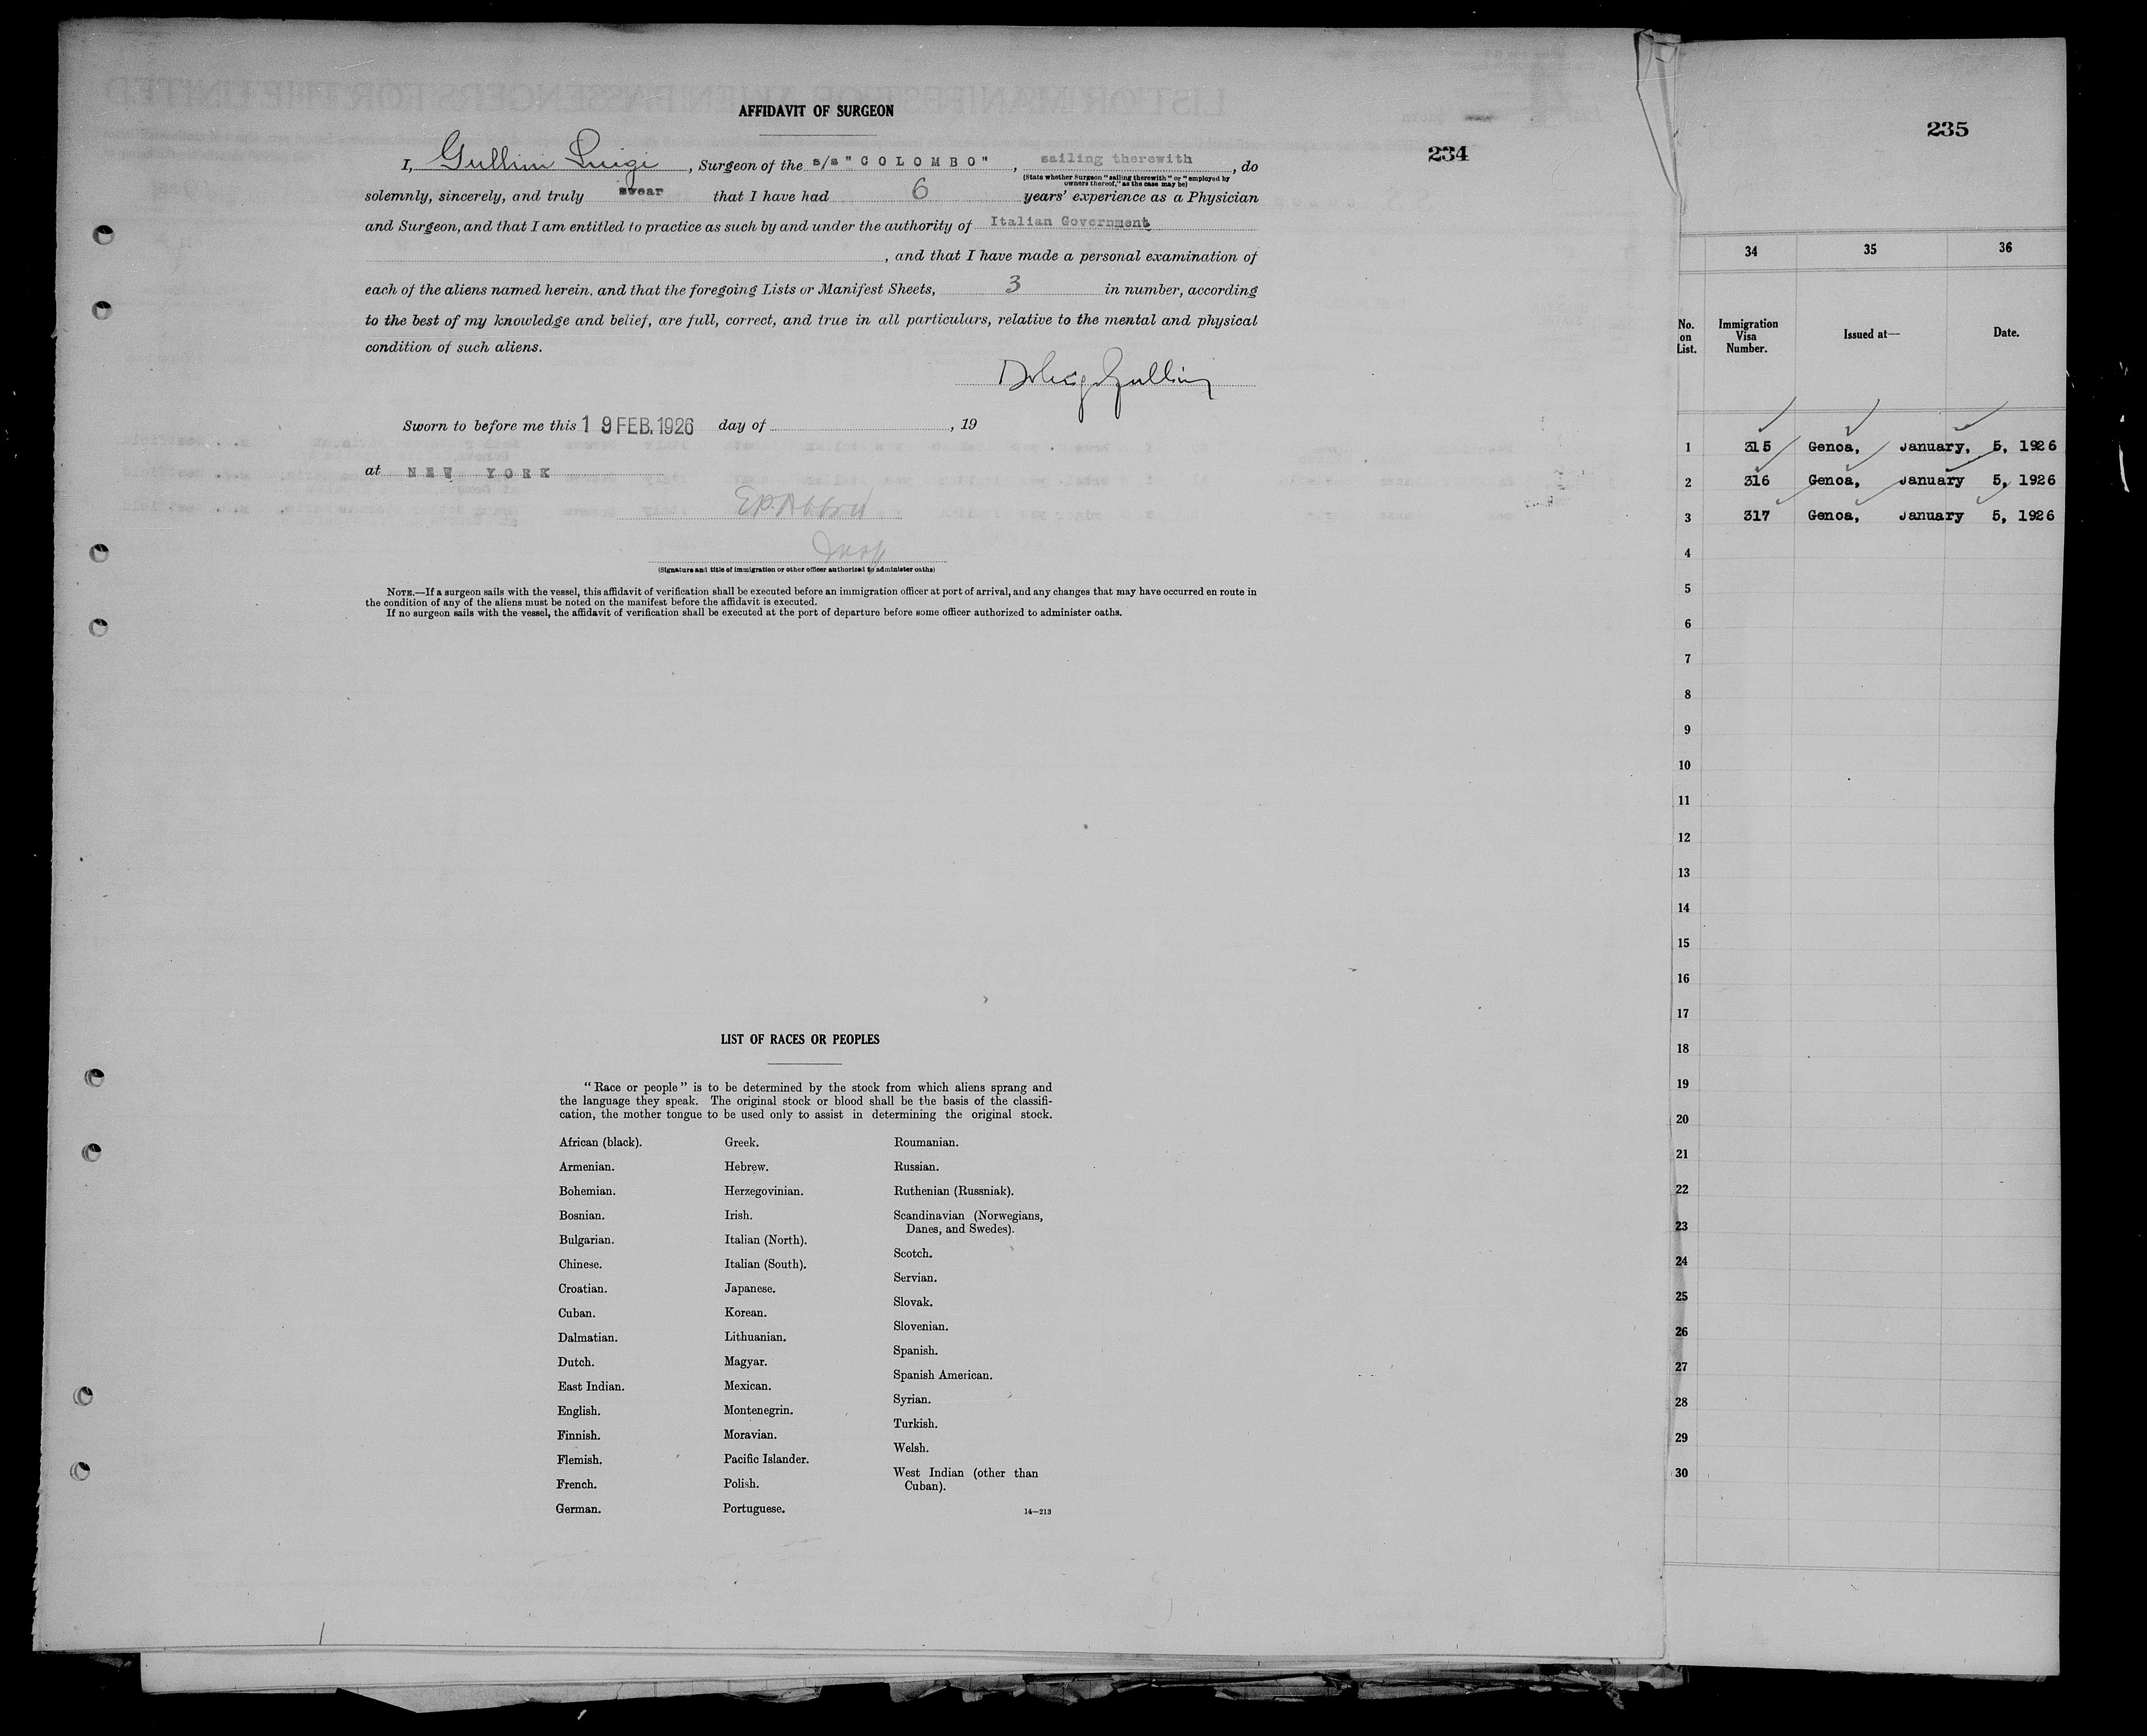 AFFIDAVIT OF SURGEON
I, Gullini Luigi, Surgeon of the s/s "COLOMBO", sailing therewith, do
(State whether Surgeon "sailing therewith" or "employed by
owners thereof," as the case may be)
solemnly, sincerely, and truly swear that I have had 6 years' experience as a Physician
and Surgeon, and that I am entitled to practice as such by and under the authority of Italian Government
, and that I have made a personal examination of
each of the aliens named herein, and that the foregoing Lists or Manifest Sheets, 3 in number, according
to the best of my knowledge and belief, are full, correct, and true in all particulars, relative to the mental and physical
condition of such aliens.
Sworn to before me this 19 FEB. 1926 day of , 19
at NEW YORK
(Signature and title of immigration or other officer authorized to administer oaths)
NOTE.—If a surgeon sails with the vessel, this affidavit of verification shall be executed before an immigration officer at port of arrival, and any changes that may have occurred en route in
the condition of any of the aliens must be noted on the manifest before the affidavit is executed.
If no surgeon sails with the vessel, the affidavit of verification shall be executed at the port of departure before some officer authorized to administer oaths.
234
LIST OF RACES OR PEOPLES
"Race or people" is to be determined by the stock from which aliens sprang and
the language they speak. The original stock or blood shall be the basis of the classifi-
cation, the mother tongue to be used only to assist in determining the original stock.
African (black).
Armenian.
Bohemian.
Bosnian.
Bulgarian.
Chinese.
Croatian.
Cuban.
Dalmatian.
Dutch.
East Indian.
English.
Finnish.
Flemish.
French.
German.
Greek.
Hebrew.
Herzegovinian.
Irish.
Italian (North).
Italian (South).
Japanese.
Korean.
Lithuanian.
Magyar.
Mexican.
Montenegrin.
Moravian.
Pacific Islander.
Polish.
Portuguese.
Roumanian.
Russian.
Ruthenian (Russniak).
Scandinavian (Norwegians,
Danes, and Swedes).
Scotch.
Servian.
Slovak.
Slovenian.
Spanish.
Spanish American.
Syrian.
Turkish.
Welsh.
West Indian (other than
Cuban).
14—213
235
34 35 36
No. on List. Immigration Visa Number. Issued at— Date.
1 315 Genoa, January, 5, 1926
2 316 Genoa, January 5, 1926
3 317 Genoa, January 5, 1926
4
5
6
7
8
9
10
11
12
13
14
15
16
17
18
19
20
21
22
23
24
25
26
27
28
29
30